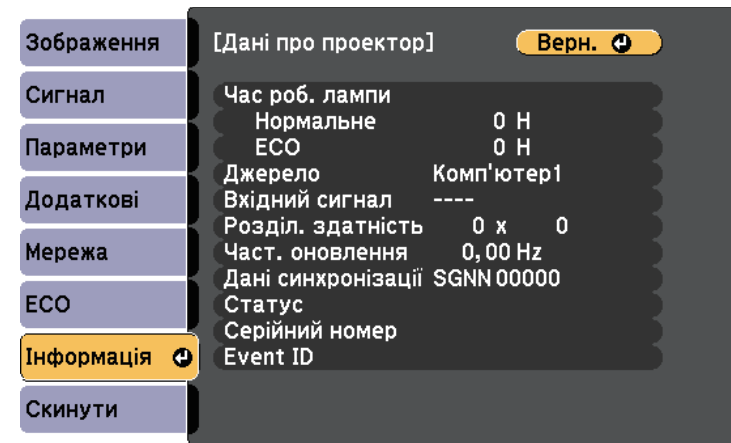 Зображення
Сигнал
Параметри
Додаткові
Мережа
ECO
Інформація
Скинути
[Дані про проектор] Верн.
Час роб. лампи
Нормальне 0 H
ECO 0 H
Джерело Комп'ютер1
Вхідний сигнал ----
Розділ. здатність 0 x 0
Част. оновлення 0,00 Hz
Дані синхронізації SGNN 00000
Статус
Серійний номер
Event ID